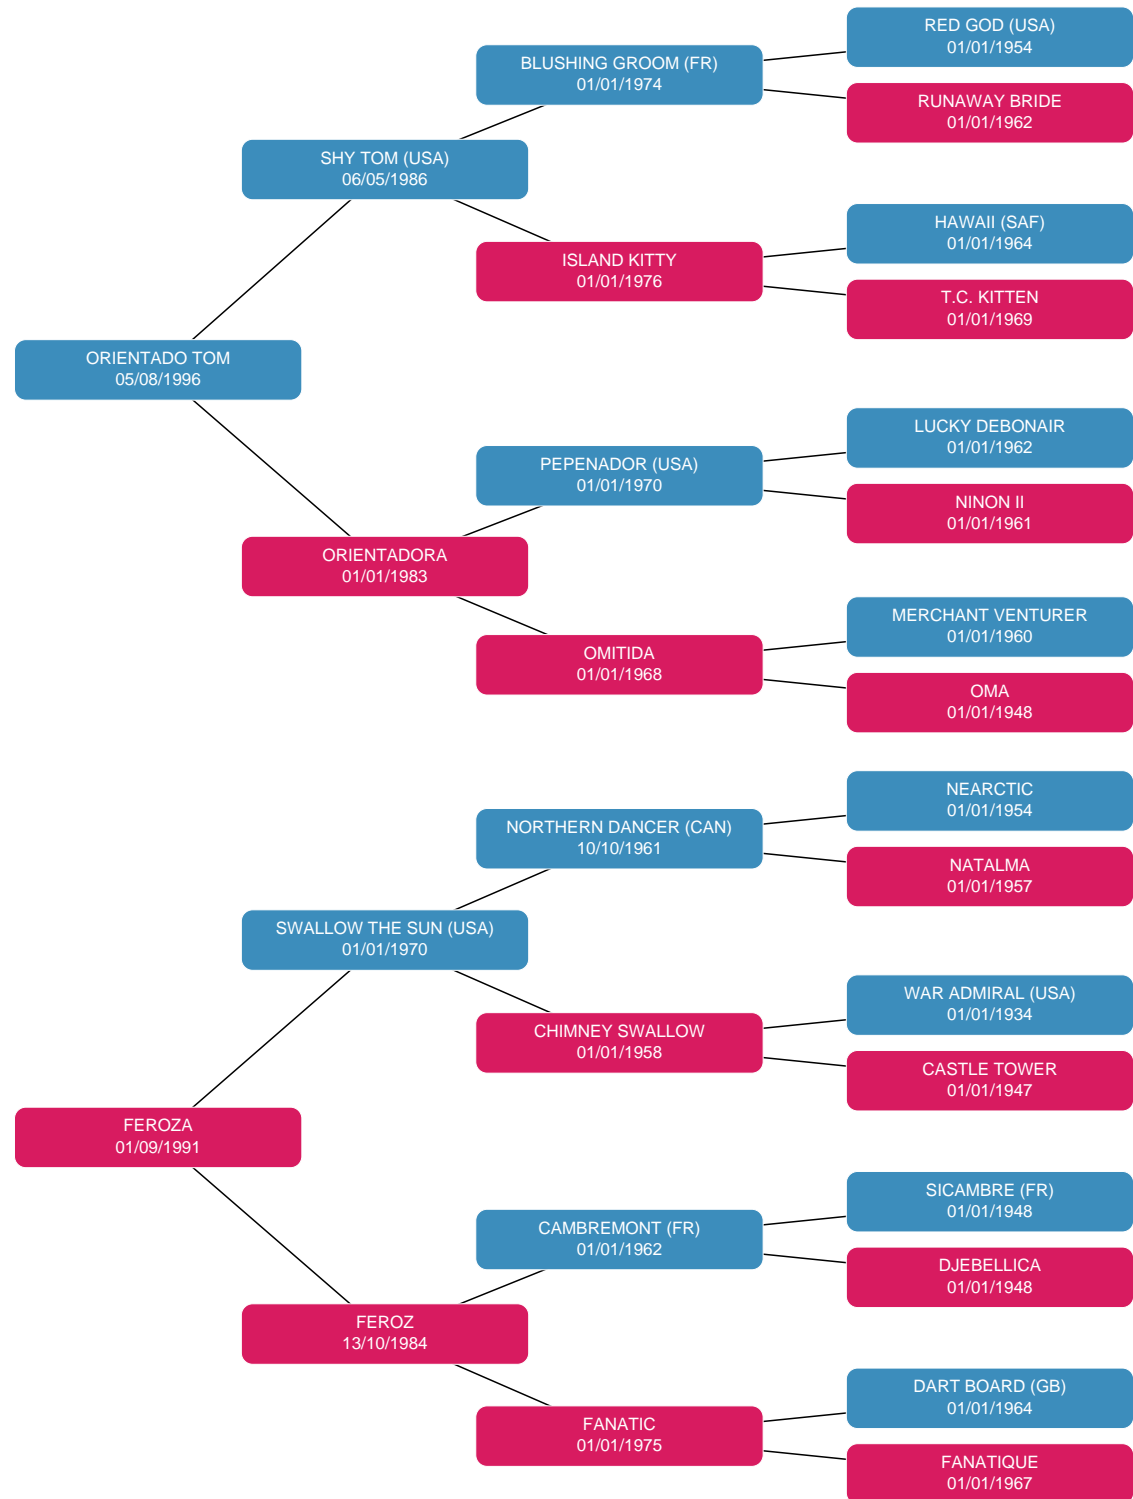 RED GOD (USA)
01/01/1954
BLUSHING GROOM (FR)
01/01/1974
RUNAWAY BRIDE
01/01/1962
SHY TOM (USA)
06/05/1986
HAWAII (SAF)
01/01/1964
ISLAND KITTY
01/01/1976
T.C. KITTEN
01/01/1969
ORIENTADO TOM
05/08/1996
LUCKY DEBONAIR
01/01/1962
PEPENADOR (USA)
01/01/1970
NINON II
01/01/1961
ORIENTADORA
01/01/1983
MERCHANT VENTURER
01/01/1960
OMITIDA
01/01/1968
OMA
01/01/1948
NEARCTIC
01/01/1954
NORTHERN DANCER (CAN)
10/10/1961
NATALMA
01/01/1957
SWALLOW THE SUN (USA)
01/01/1970
WAR ADMIRAL (USA)
01/01/1934
CHIMNEY SWALLOW
01/01/1958
CASTLE TOWER
01/01/1947
FEROZA
01/09/1991
SICAMBRE (FR)
01/01/1948
CAMBREMONT (FR)
01/01/1962
DJEBELLICA
01/01/1948
FEROZ
13/10/1984
DART BOARD (GB)
01/01/1964
FANATIC
01/01/1975
FANATIQUE
01/01/1967